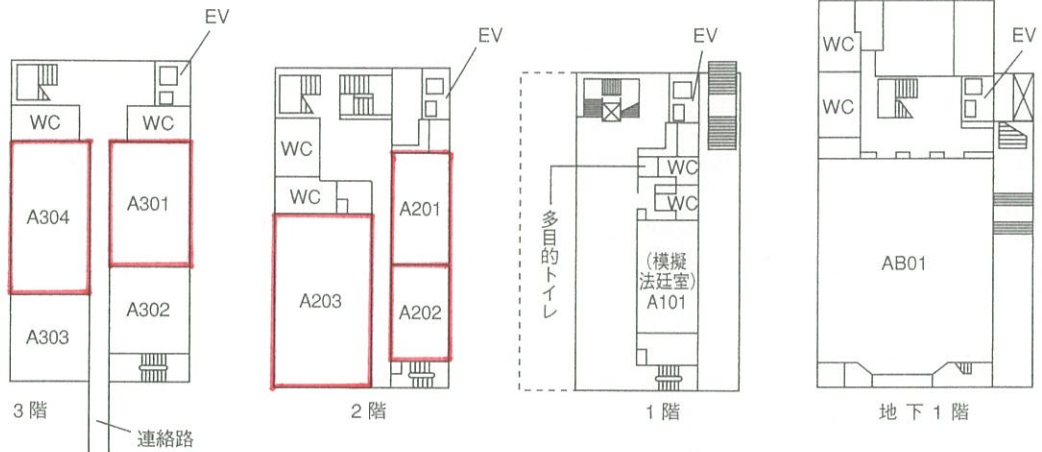 EV
WC
WC
A304
A301
A303
A302
3階
連絡路
EV
WC
WC
A201
A203
A202
2階
EV
WC
WC
多目的トイレ
(模擬
法廷室)
A101
1階
EV
WC
WC
AB01
地下1階